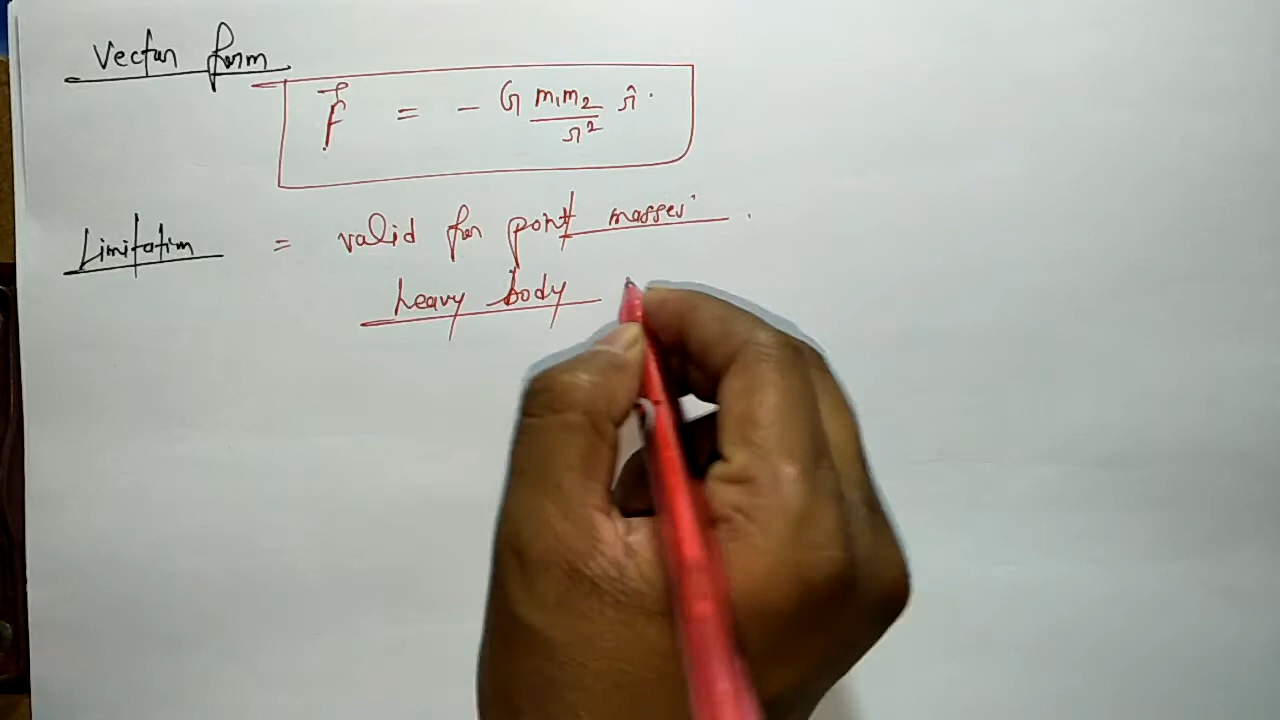 Vector form
F⃗ = - G m₁m₂/r² r̂.
Limitation = valid for point masses.
heavy body